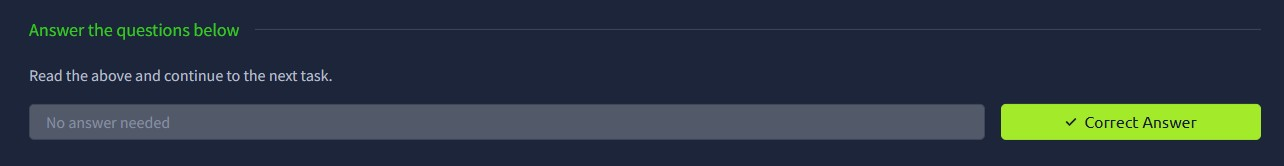 Answer the questions below
Read the above and continue to the next task.
No answer needed
✓ Correct Answer